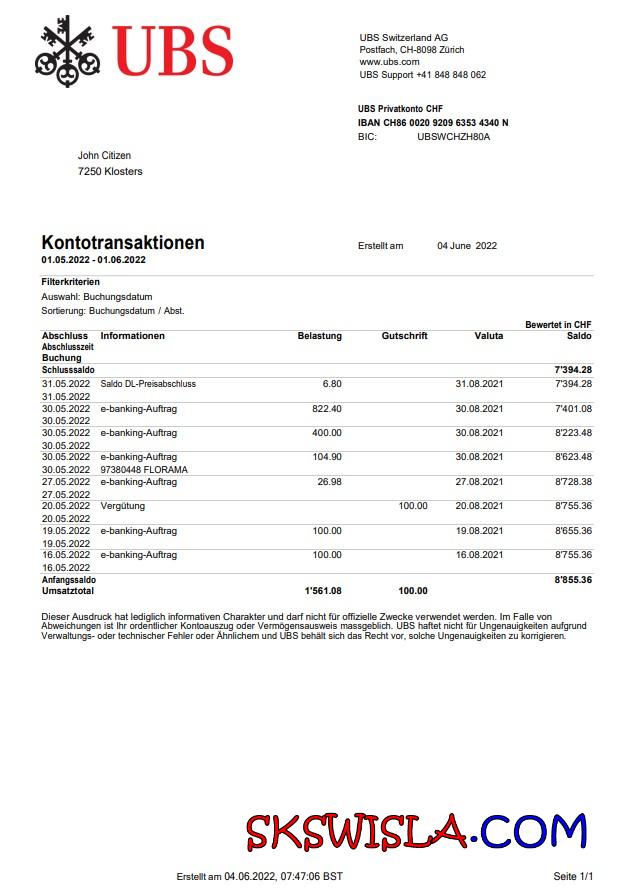 UBS
UBS Switzerland AG
Postfach, CH-8098 Zürich
www.ubs.com
UBS Support +41 848 848 062
UBS Privatkonto CHF
IBAN CH86 0020 9209 6353 4340 N
BIC: UBSWCHZH80A
John Citizen
7250 Klosters
Kontotransaktionen Erstellt am 04 June 2022
01.05.2022 - 01.06.2022
Filterkriterien
Auswahl: Buchungsdatum
Sortierung: Buchungsdatum / Abst.
Bewertet in CHF
Abschluss Informationen Belastung Gutschrift Valuta Saldo
Abschlusszeit
Buchung
Schlusssaldo 7'394.28
31.05.2022 Saldo DL-Preisabschluss 6.80 31.08.2021 7'394.28
31.05.2022
30.05.2022 e-banking-Auftrag 822.40 30.08.2021 7'401.08
30.05.2022
30.05.2022 e-banking-Auftrag 400.00 30.08.2021 8'223.48
30.05.2022
30.05.2022 e-banking-Auftrag 104.90 30.08.2021 8'623.48
30.05.2022 97380448 FLORAMA
27.05.2022 e-banking-Auftrag 26.98 27.08.2021 8'728.38
27.05.2022
20.05.2022 Vergütung 100.00 20.08.2021 8'755.36
20.05.2022
19.05.2022 e-banking-Auftrag 100.00 19.08.2021 8'655.36
19.05.2022
16.05.2022 e-banking-Auftrag 100.00 16.08.2021 8'755.36
16.05.2022
Anfangssaldo 8'855.36
Umsatztotal 1'561.08 100.00
Dieser Ausdruck hat lediglich informativen Charakter und darf nicht für offizielle Zwecke verwendet werden. Im Falle von
Abweichungen ist Ihr ordentlicher Kontoauszug oder Vermögensausweis massgeblich. UBS haftet nicht für Ungenauigkeiten aufgrund
Verwaltungs- oder technischer Fehler oder Ähnlichem und UBS behält sich das Recht vor, solche Ungenauigkeiten zu korrigieren.
SKSWISLA.COM
Erstellt am 04.06.2022, 07:47:06 BST Seite 1/1